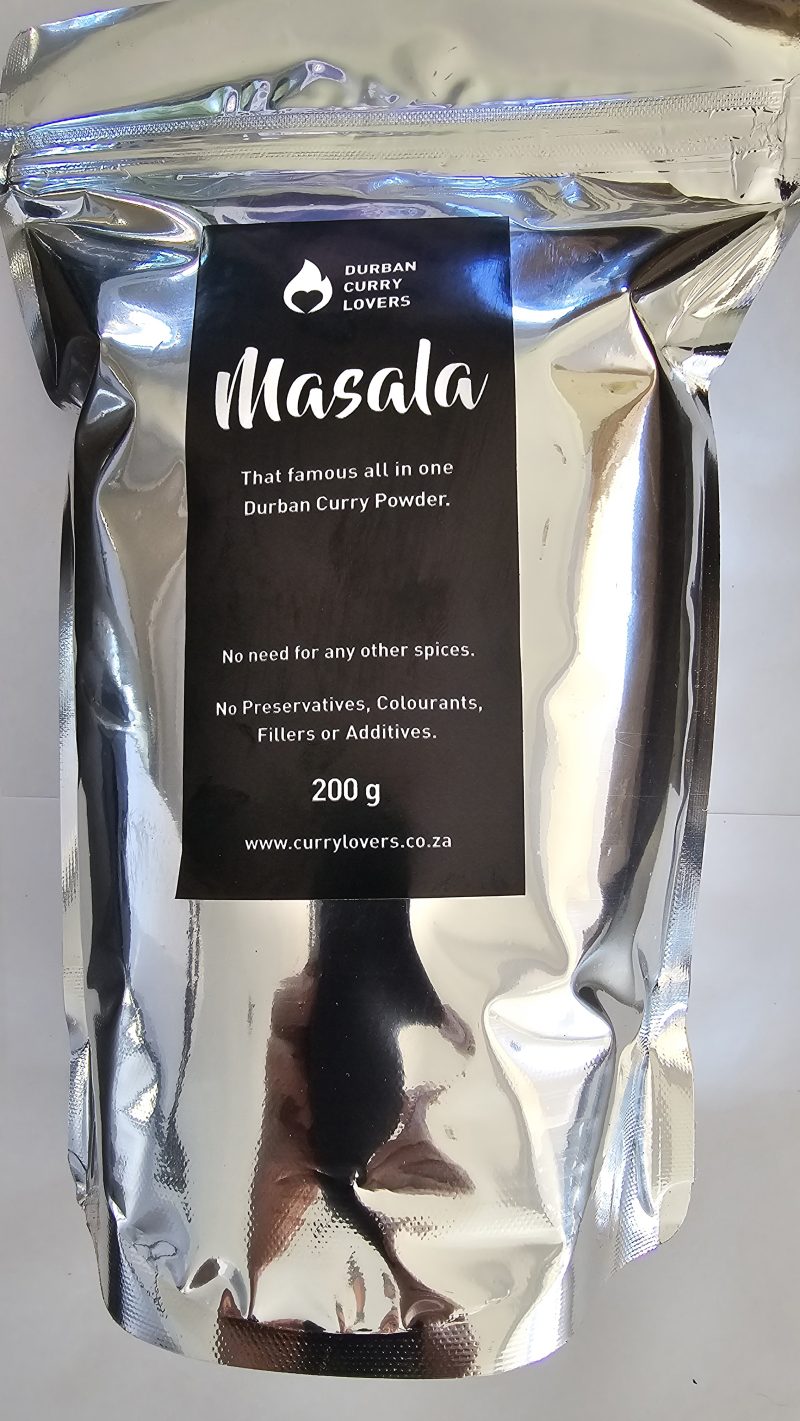 DURBAN
CURRY
LOVERS
Masala
That famous all in one
Durban Curry Powder.
No need for any other spices.
No Preservatives, Colourants,
Fillers or Additives.
200 g
www.currylovers.co.za